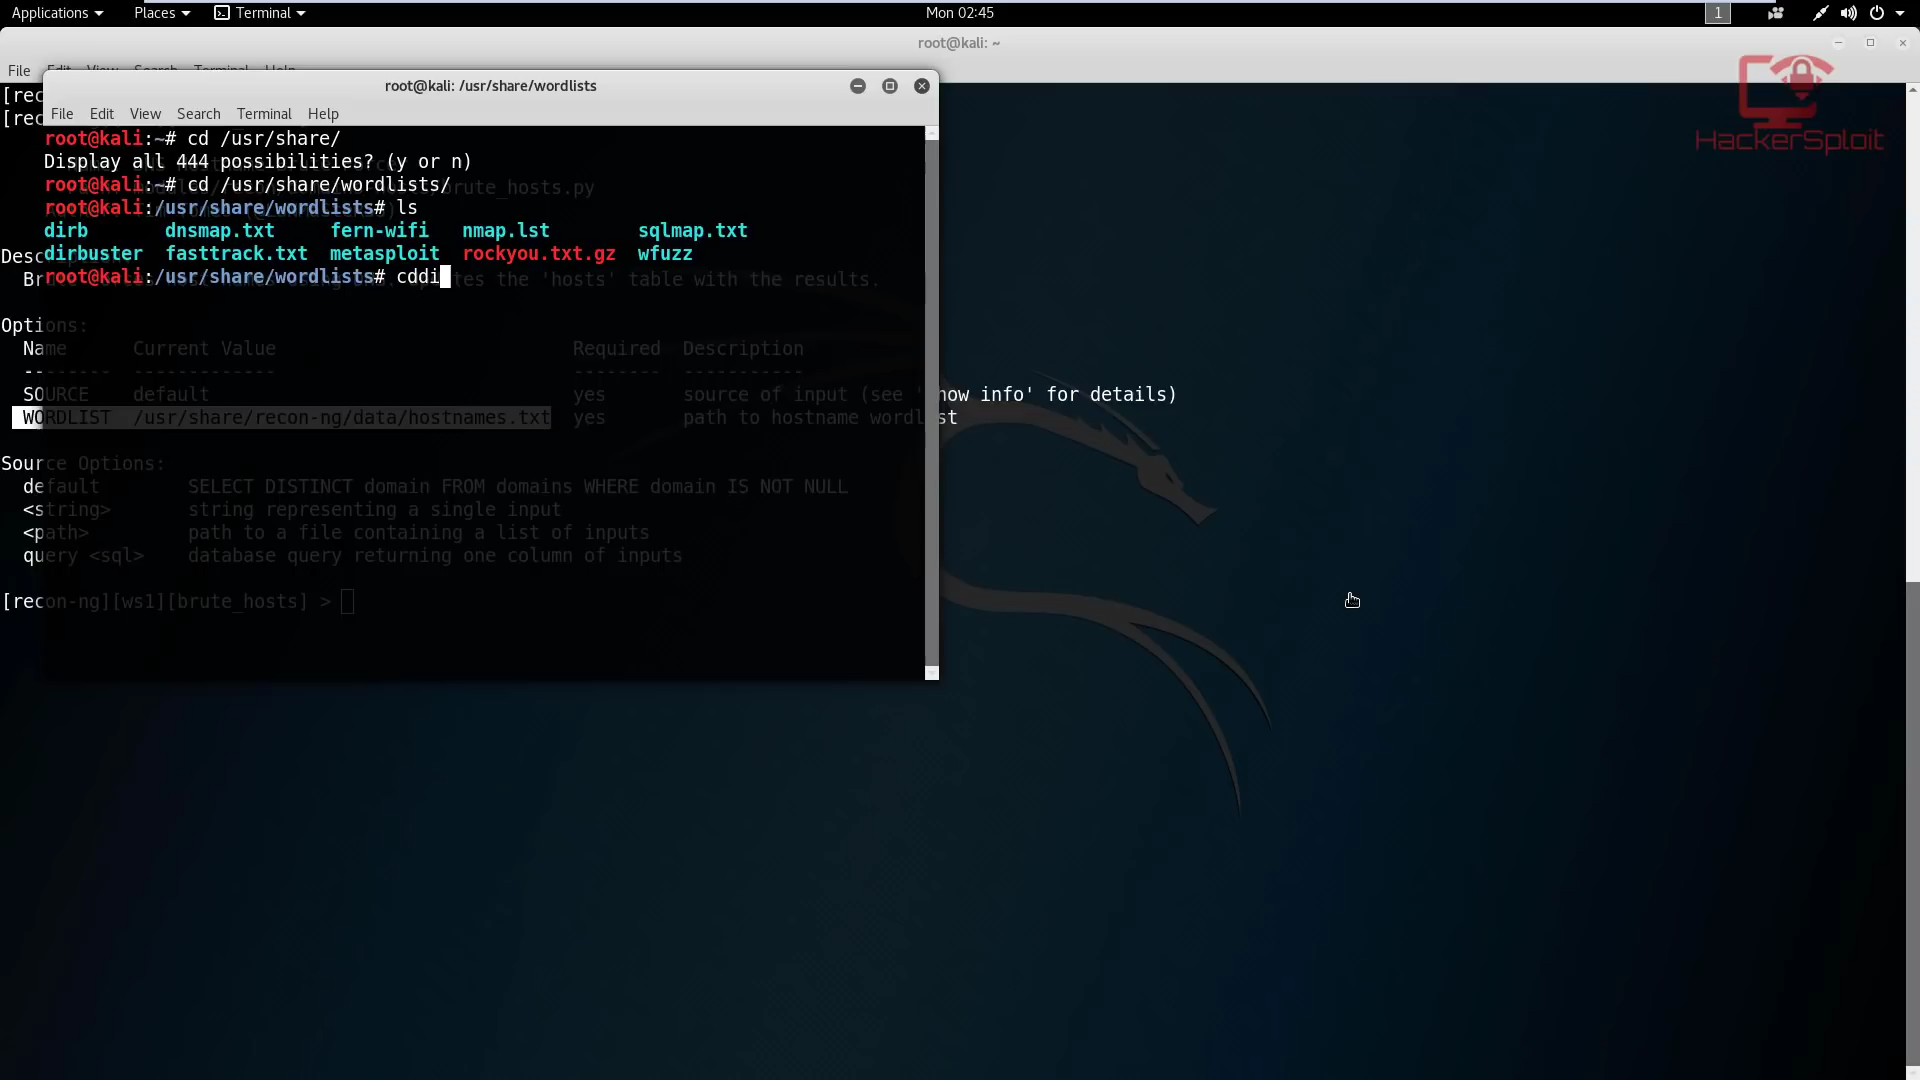 Applications Places Terminal Mon 02:45 1
root@kali: ~
File Edit View Search Terminal Help
root@kali: /usr/share/wordlists
File Edit View Search Terminal Help
HackerSploit
[rec
[rec
root@kali:~# cd /usr/share/
Display all 444 possibilities? (y or n)
root@kali:~# cd /usr/share/wordlists/
root@kali:/usr/share/wordlists# ls
dirb dnsmap.txt fern-wifi nmap.lst sqlmap.txt
dirbuster fasttrack.txt metasploit rockyou.txt.gz wfuzz
root@kali:/usr/share/wordlists# cddi
brute_hosts.py
tes the 'hosts' table with the results.
Options:
Name Current Value Required Description
-------- ------------- -------- -----------
SOURCE default yes source of input (see 'show info' for details)
WORDLIST /usr/share/recon-ng/data/hostnames.txt yes path to hostname wordlist
Source Options:
default SELECT DISTINCT domain FROM domains WHERE domain IS NOT NULL
<string> string representing a single input
<path> path to a file containing a list of inputs
query <sql> database query returning one column of inputs
[recon-ng][ws1][brute_hosts] >